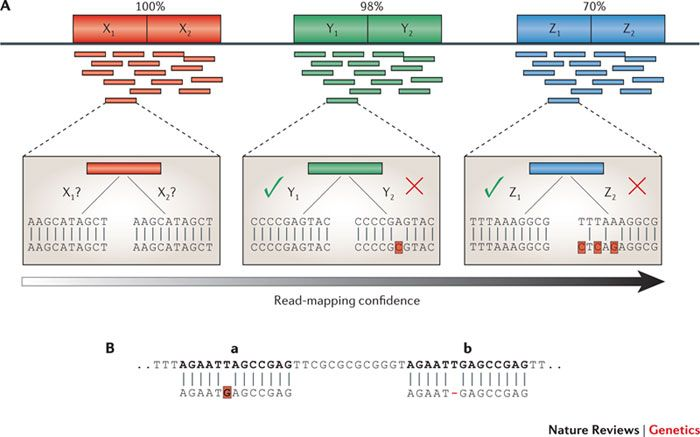 A 100% 98% 70%
X1 X2 Y1 Y2 Z1 Z2
X1? X2? Y1 Y2 Z1 Z2
AAGCATAGCT AAGCATAGCT CCCCGAGTAC CCCCGAGTAC TTTAAAGGCG TTTAAAGGCG
AAGCATAGCT AAGCATAGCT CCCCGAGTAC CCCCGCGTAC TTTAAAGGCG CTCAGAGGCG
Read-mapping confidence
B a b
..TTTAGAATTAGCCGAGTTCGCGCGCGGGTAGAATTGAGCCGAGTT..
AGAATGAGCCGAG AGAAT-GAGCCGAG
Nature Reviews | Genetics